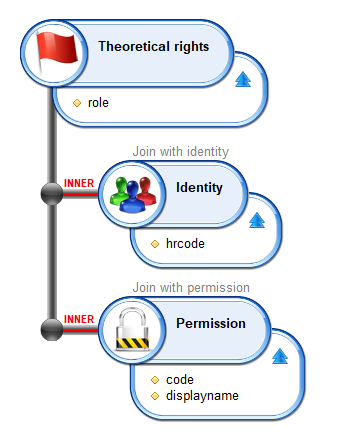 Theoretical rights
role
Join with identity
INNER
Identity
hrcode
Join with permission
INNER
Permission
code
displayname